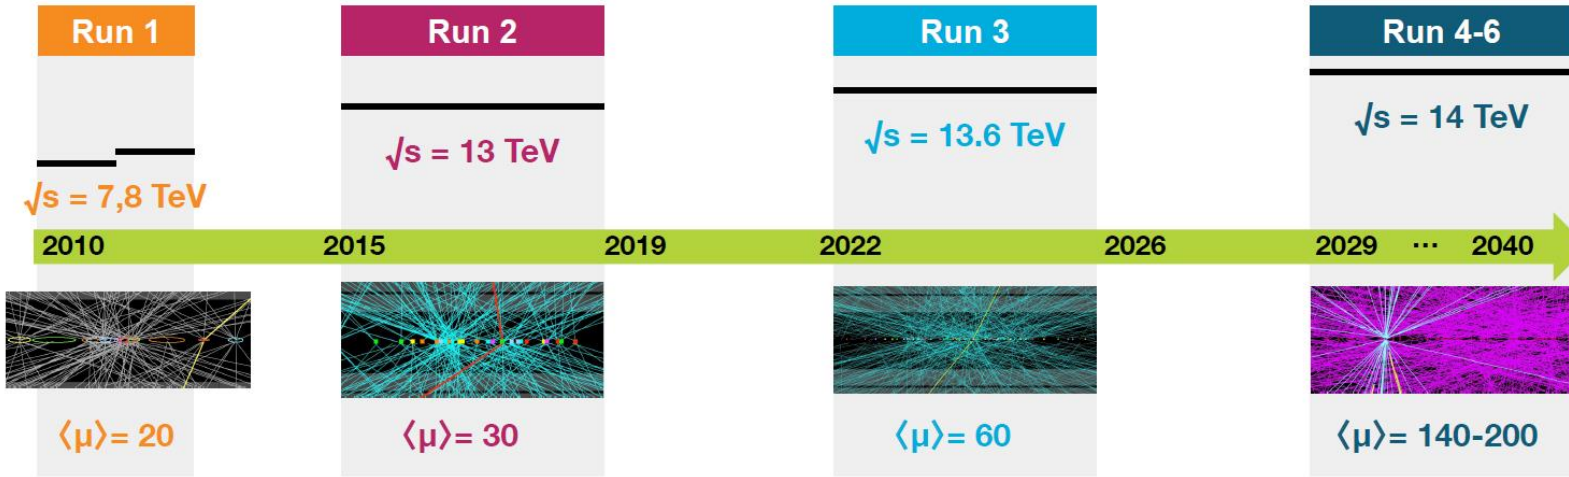 Run 1
Run 2
Run 3
Run 4-6
√s = 7,8 TeV
√s = 13 TeV
√s = 13.6 TeV
√s = 14 TeV
2010
2015
2019
2022
2026
2029 ... 2040
⟨μ⟩= 20
⟨μ⟩= 30
⟨μ⟩= 60
⟨μ⟩= 140-200